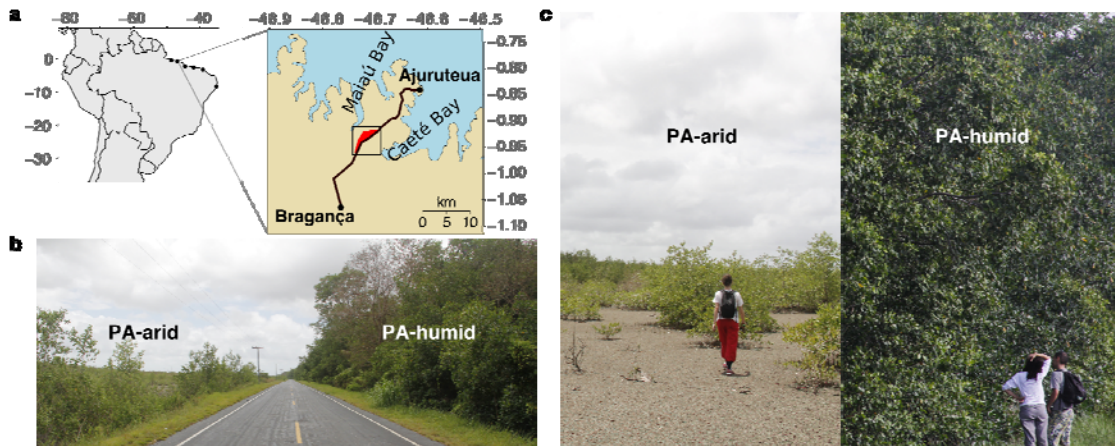 a
−80 −60 −40
0
−10
−20
−30
−46.9 −46.8 −46.7 −46.6 −46.5
−0.75
−0.80
−0.85
−0.90
−0.95
−1.00
−1.05
−1.10
Maiaú Bay
Ajuruteua
Caeté Bay
Bragança
km
0 5 10
b
PA-arid
PA-humid
c
PA-arid
PA-humid